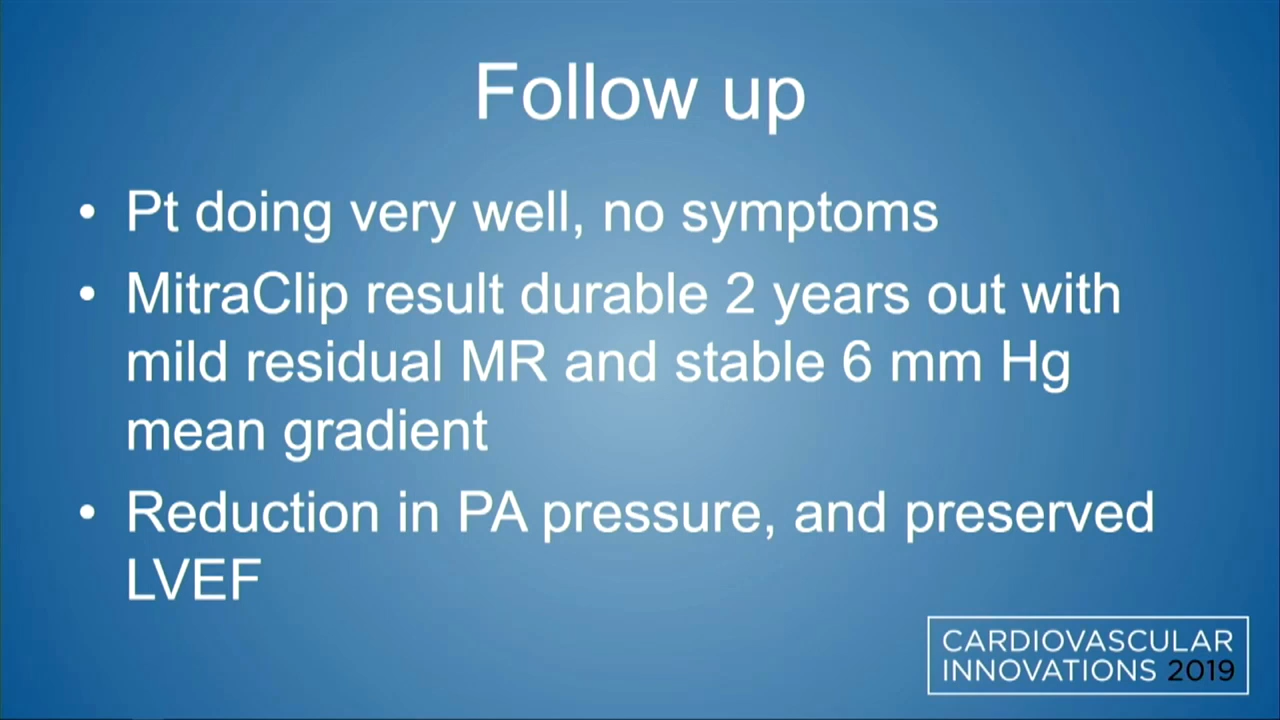 Follow up
• Pt doing very well, no symptoms
• MitraClip result durable 2 years out with
mild residual MR and stable 6 mm Hg
mean gradient
• Reduction in PA pressure, and preserved
LVEF
CARDIOVASCULAR
INNOVATIONS 2019